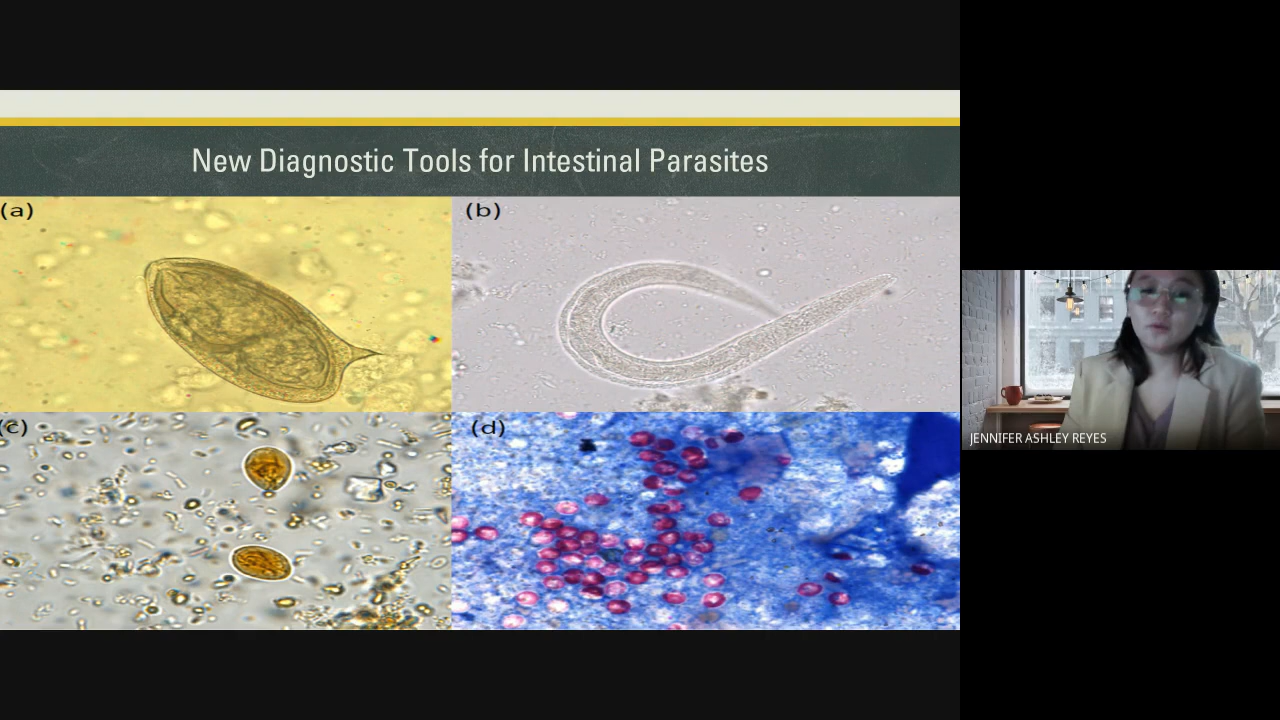 New Diagnostic Tools for Intestinal Parasites
(a)
(b)
(c)
(d)
JENNIFER ASHLEY REYES